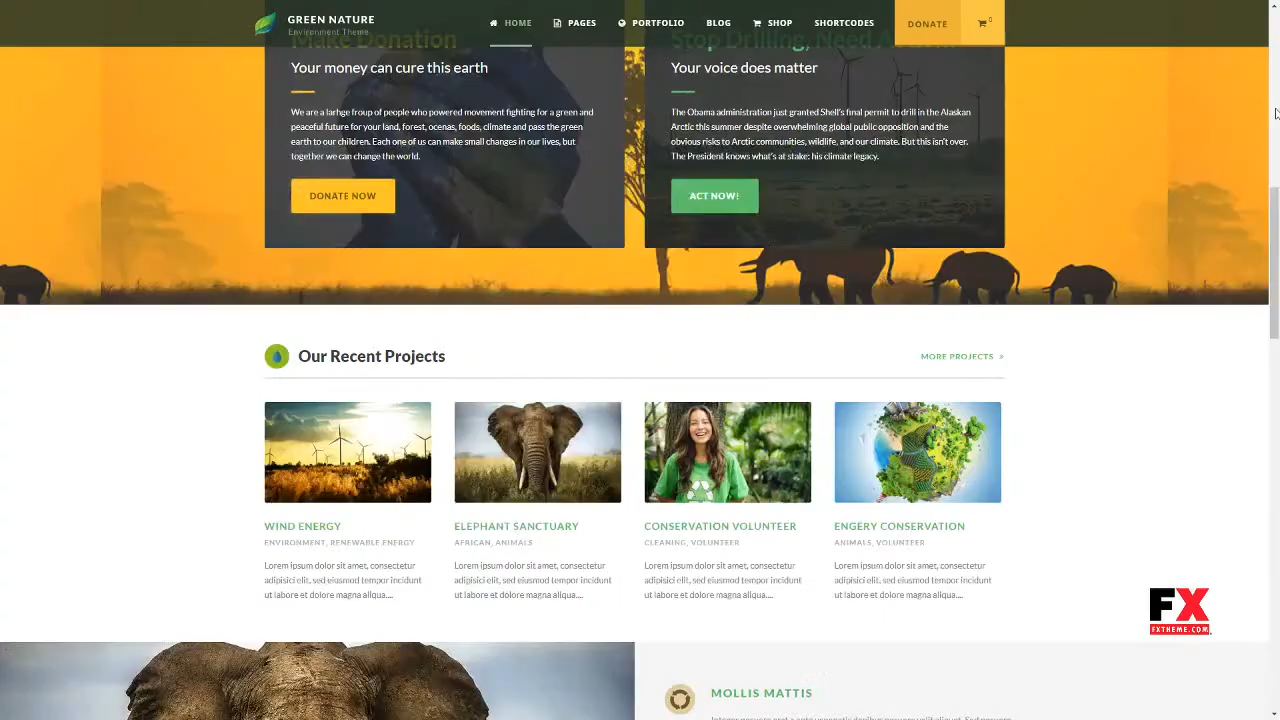 GREEN NATURE
Environment Theme
HOME PAGES PORTFOLIO BLOG SHOP SHORTCODES DONATE 0
Make Donation
Your money can cure this earth
We are a larhge froup of people who powered movement fighting for a green and
peaceful future for your land, forest, ocenas, foods, climate and pass the green
earth to our children. Each one of us can make small changes in our lives, but
together we can change the world.
DONATE NOW
Stop Drilling, Need
Your voice does matter
The Obama administration just granted Shell's final permit to drill in the Alaskan
Arctic this summer despite overwhelming global public opposition and the
obvious risks to Arctic communities, wildlife, and our climate. But this isn't over.
The President knows what's at stake: his climate legacy.
ACT NOW!
Our Recent Projects
MORE PROJECTS »
WIND ENERGY
ENVIRONMENT, RENEWABLE ENERGY
Lorem ipsum dolor sit amet, consectetur
adipisici elit, sed eiusmod tempor incidunt
ut labore et dolore magna aliqua....
ELEPHANT SANCTUARY
AFRICAN, ANIMALS
Lorem ipsum dolor sit amet, consectetur
adipisici elit, sed eiusmod tempor incidunt
ut labore et dolore magna aliqua....
CONSERVATION VOLUNTEER
CLEANING, VOLUNTEER
Lorem ipsum dolor sit amet, consectetur
adipisici elit, sed eiusmod tempor incidunt
ut labore et dolore magna aliqua....
ENGERY CONSERVATION
ANIMALS, VOLUNTEER
Lorem ipsum dolor sit amet, consectetur
adipisici elit, sed eiusmod tempor incidunt
ut labore et dolore magna aliqua....
FX
FXTHEME.COM
MOLLIS MATTIS